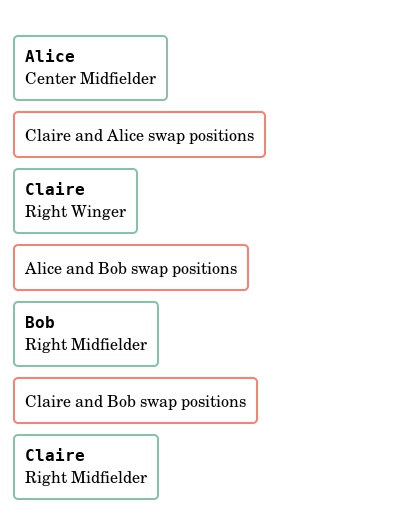 Alice
Center Midfielder
Claire and Alice swap positions
Claire
Right Winger
Alice and Bob swap positions
Bob
Right Midfielder
Claire and Bob swap positions
Claire
Right Midfielder